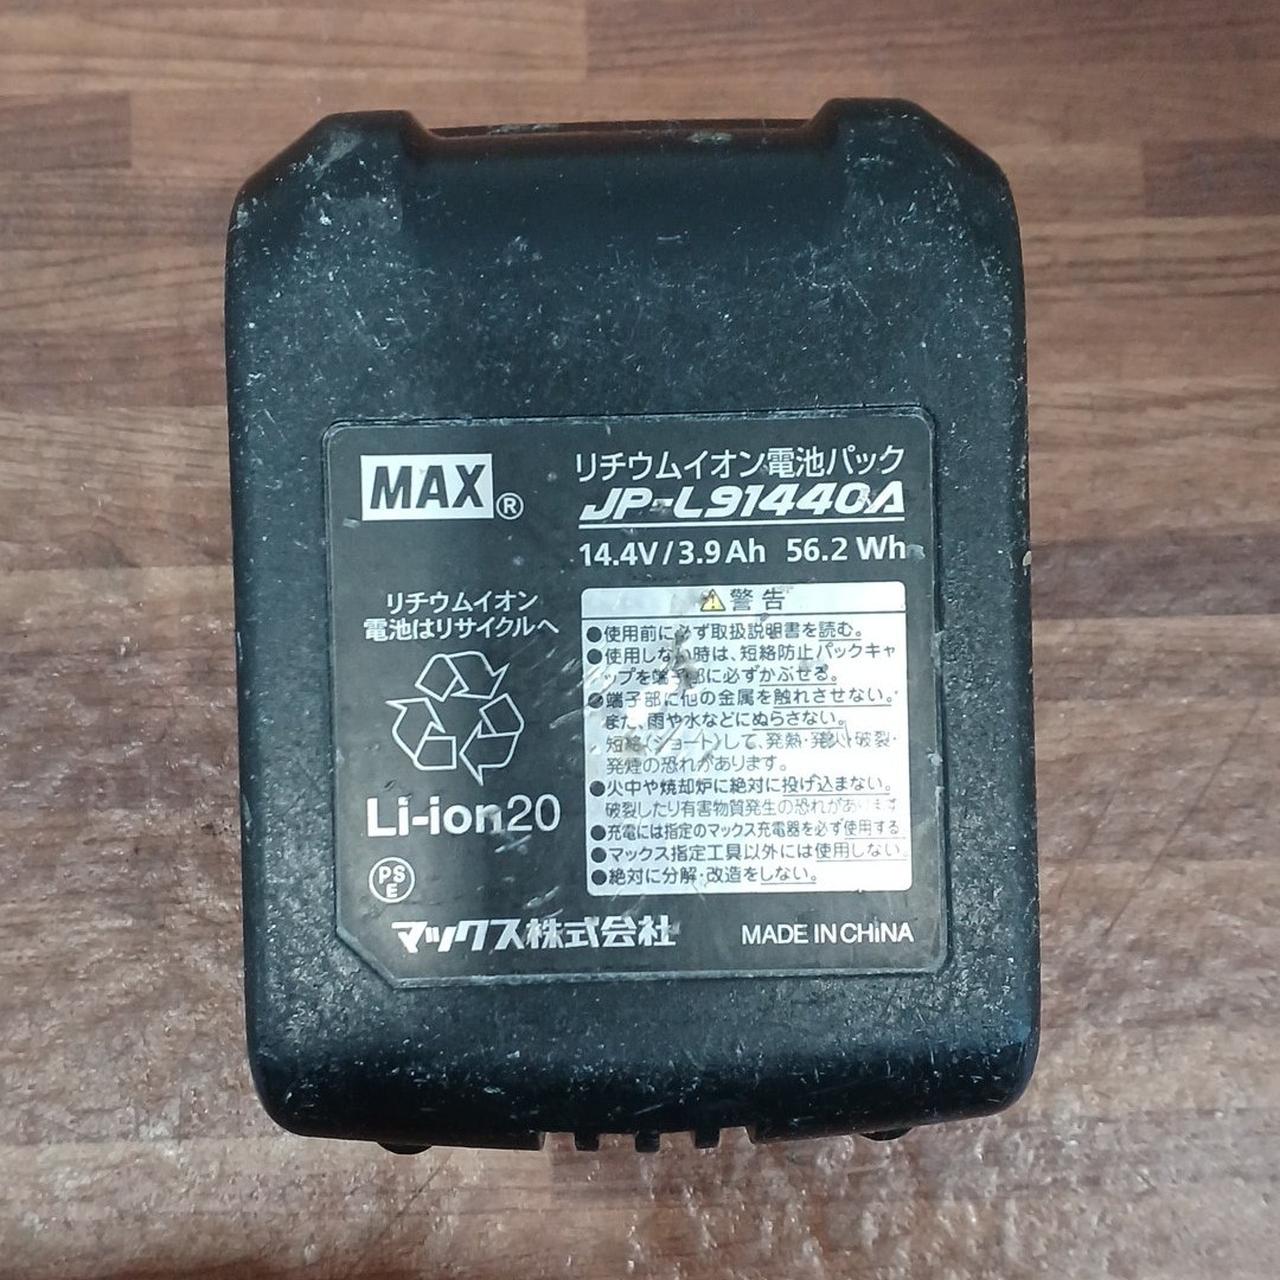 MAX®
リチウムイオン電池パック
JP-L91440A
14.4V/3.9Ah 56.2Wh
リチウムイオン
電池はリサイクルへ
Li-ion20
PS
E
⚠警告
●使用前に必ず取扱説明書を読む。
●使用しない時は、短絡防止パックキャ
ップを端子部に必ずかぶせる。
●端子部に他の金属を触れさせない。
また、雨や水などにぬらさない。
短絡(ショート)して、発熱・発火・破裂・
発煙の恐れがあります。
●火中や焼却炉に絶対に投げ込まない。
破裂したり有害物質発生の恐れがあります
●充電には指定のマックス充電器を必ず使用する。
●マックス指定工具以外には使用しない。
●絶対に分解・改造をしない。
マックス株式会社
MADE IN CHINA